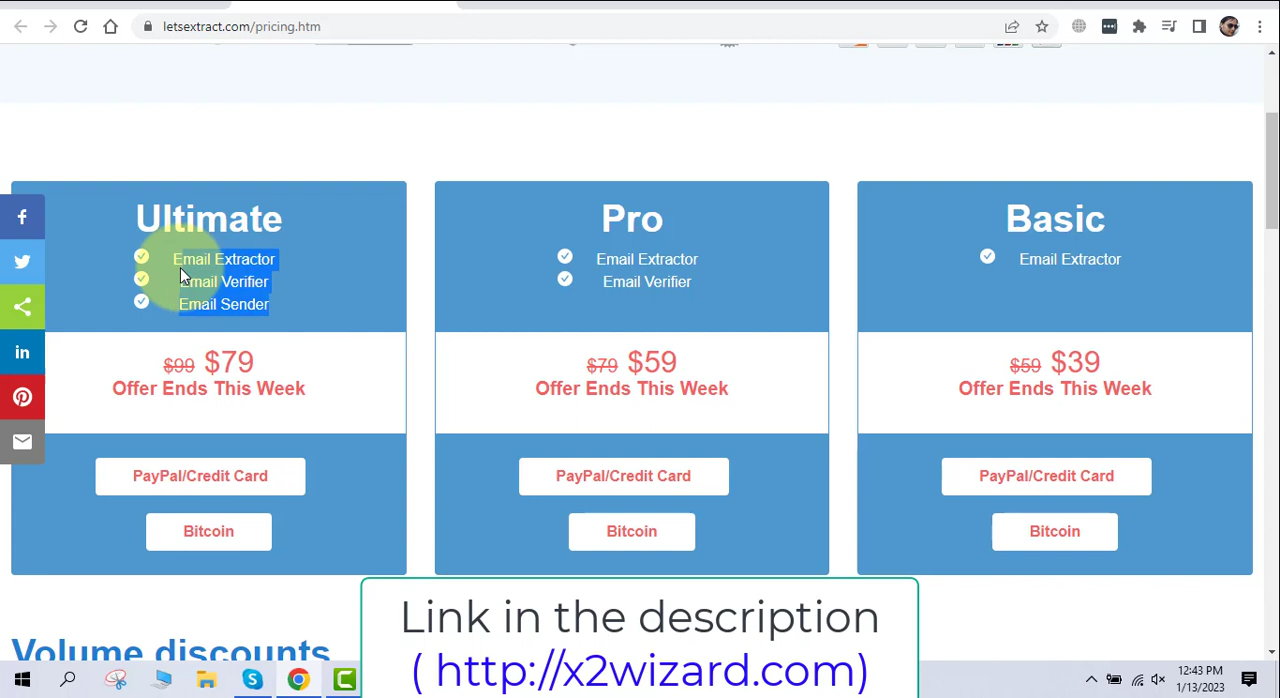 letsextract.com/pricing.htm
Ultimate
Email Extractor
Email Verifier
Email Sender
$99 $79
Offer Ends This Week
PayPal/Credit Card
Bitcoin
Pro
Email Extractor
Email Verifier
$79 $59
Offer Ends This Week
PayPal/Credit Card
Bitcoin
Basic
Email Extractor
$59 $39
Offer Ends This Week
PayPal/Credit Card
Bitcoin
Volume discounts
Link in the description
( http://x2wizard.com)
12:43 PM
1/13/2023